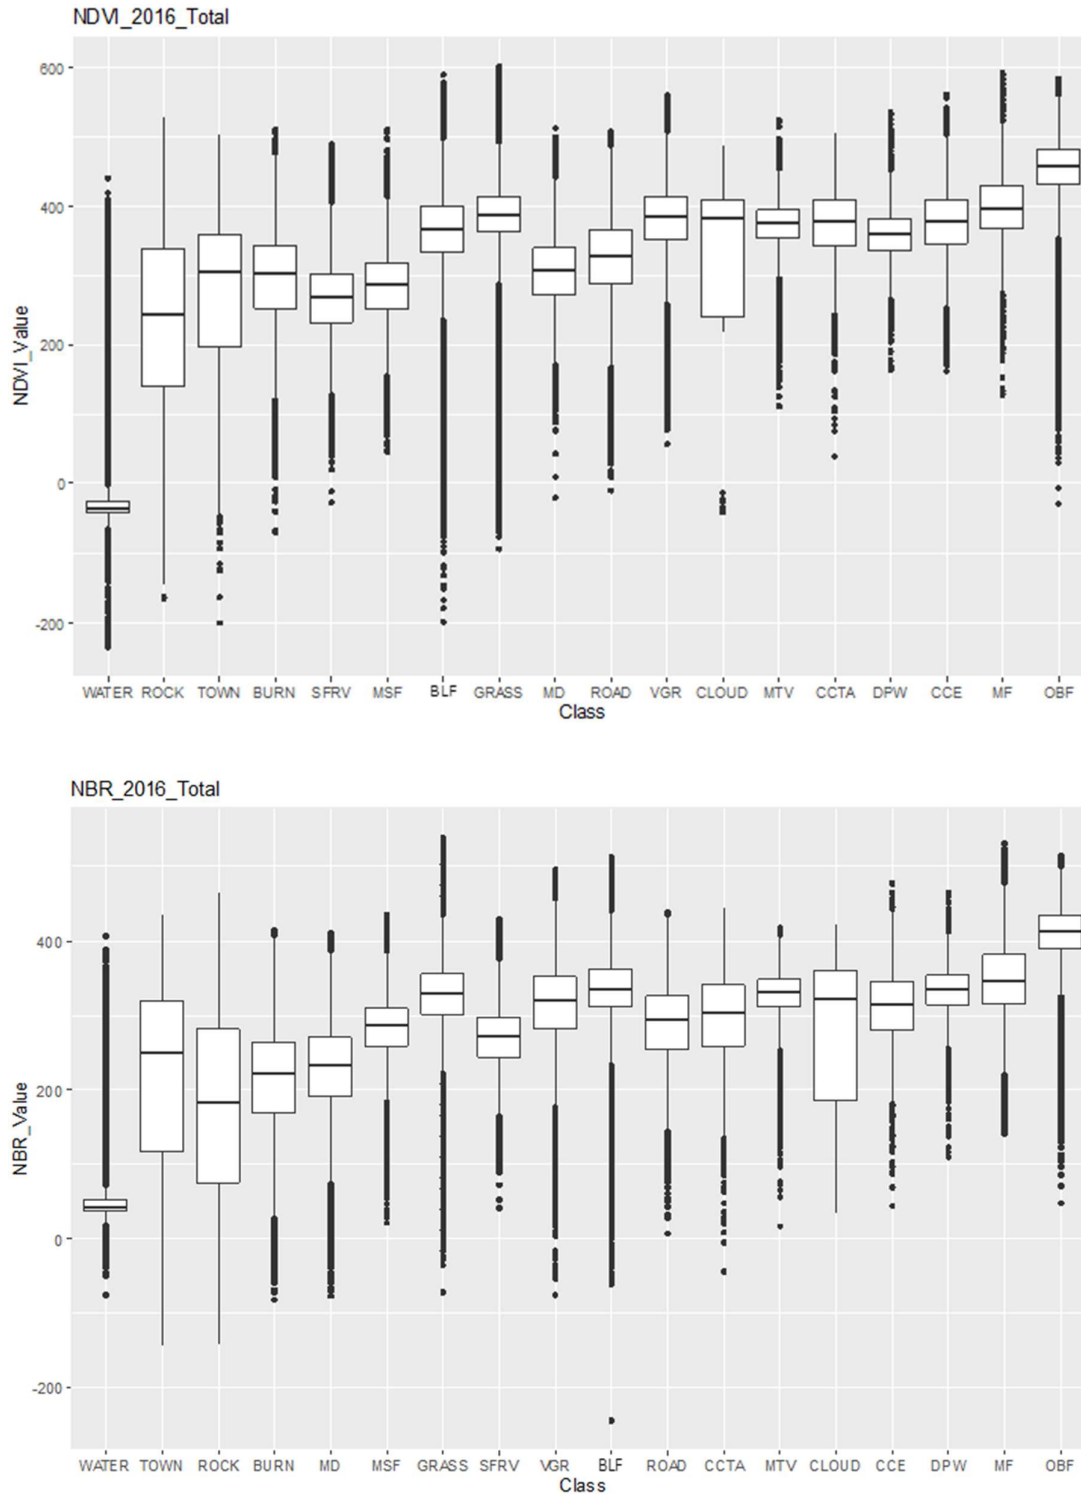 NDVI_2016_Total
NDVI_Value
600
400
200
0
-200
WATER ROCK TOWN BURN SFRV MSF BLF GRASS MD ROAD VGR CLOUD MTV CCTA DPW CCE MF OBF
Class
NBR_2016_Total
NBR_Value
400
200
0
-200
WATER TOWN ROCK BURN MD MSF GRASS SFRV VGR BLF ROAD CCTA MTV CLOUD CCE DPW MF OBF
Class